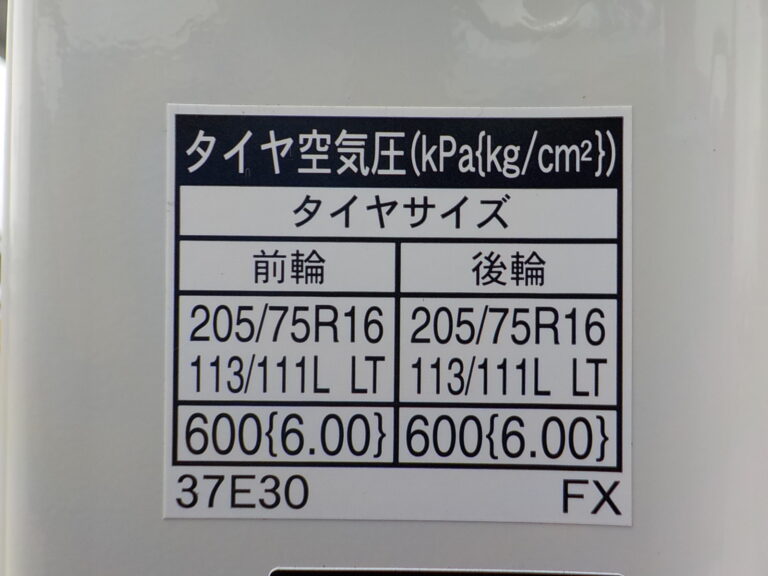 タイヤ空気圧(kPa{kg/cm²})
タイヤサイズ
前輪 後輪
205/75R16 205/75R16
113/111L LT 113/111L LT
600{6.00} 600{6.00}
37E30 FX